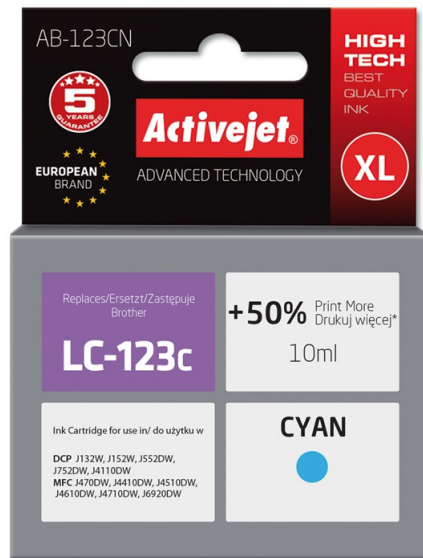 AB-123CN
5
YEARS
GUARANTEE
EUROPEAN
BRAND
Activejet®
ADVANCED TECHNOLOGY
HIGH
TECH
BEST
QUALITY
INK
XL
Replaces/Ersetzt/Zastępuje
Brother
LC-123c
+50% Print More
Drukuj więcej*
10ml
Ink Cartridge for use in/ do użytku w
DCP J132W, J152W, J552DW,
J752DW, J4110DW
MFC J470DW, J4410DW, J4510DW,
J4610DW, J4710DW, J6920DW
CYAN